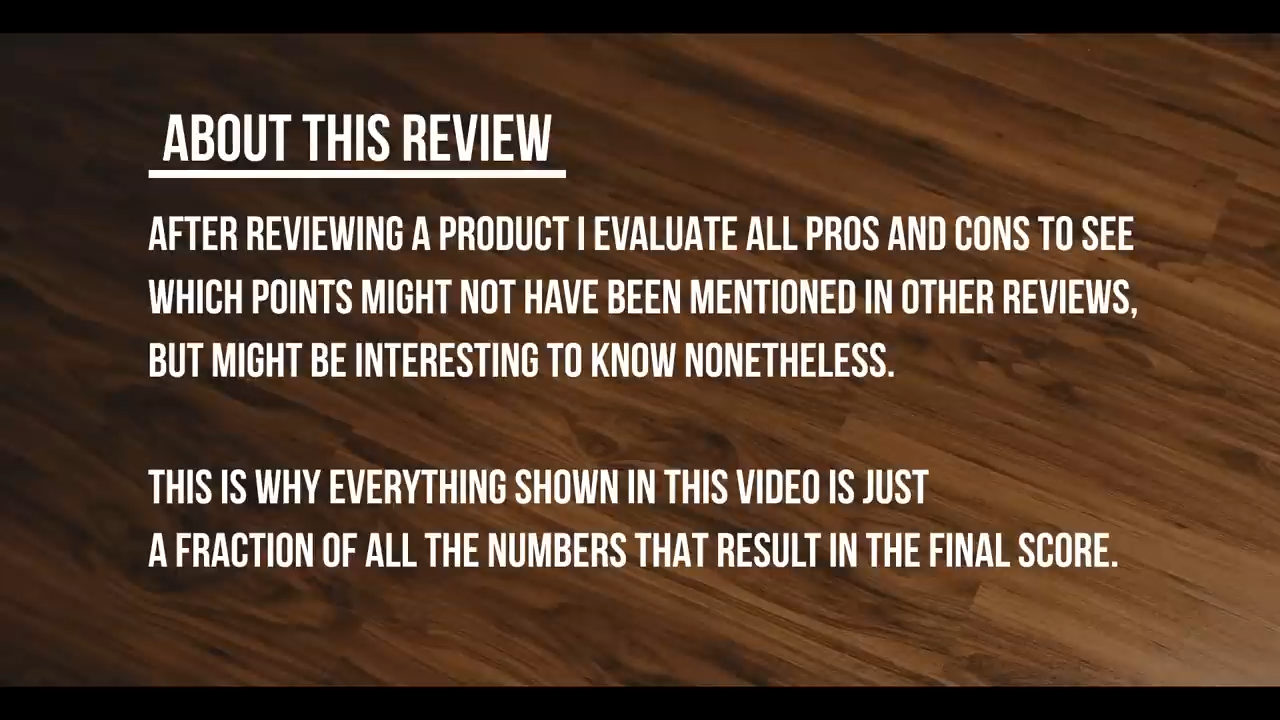 ABOUT THIS REVIEW
AFTER REVIEWING A PRODUCT I EVALUATE ALL PROS AND CONS TO SEE
WHICH POINTS MIGHT NOT HAVE BEEN MENTIONED IN OTHER REVIEWS,
BUT MIGHT BE INTERESTING TO KNOW NONETHELESS.
THIS IS WHY EVERYTHING SHOWN IN THIS VIDEO IS JUST
A FRACTION OF ALL THE NUMBERS THAT RESULT IN THE FINAL SCORE.